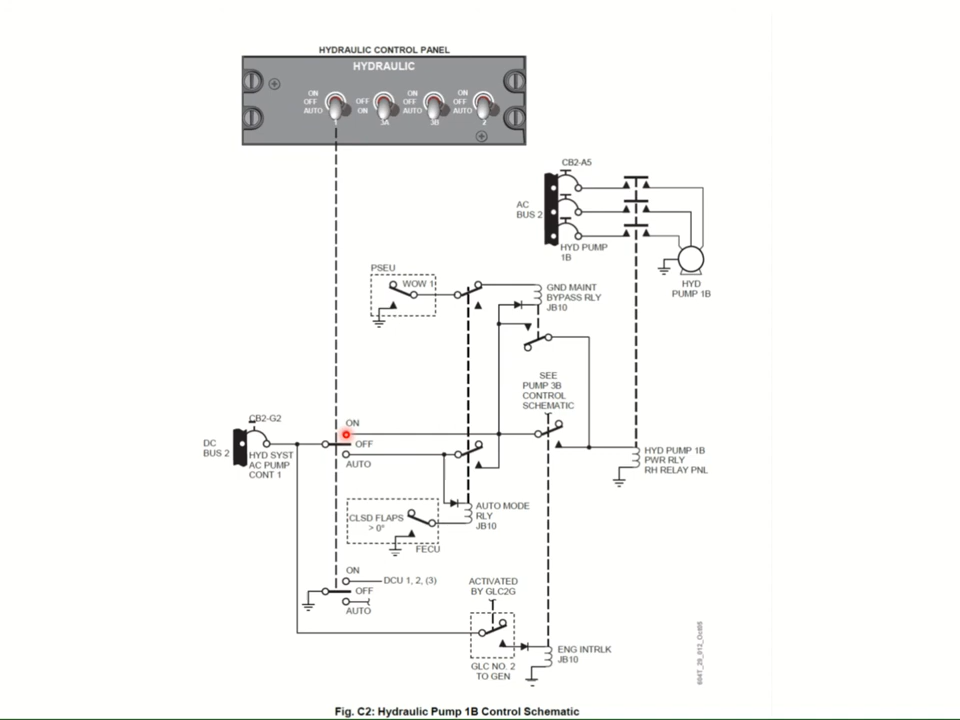 HYDRAULIC CONTROL PANEL
HYDRAULIC
ON
OFF
AUTO
1
OFF
ON
3A
ON
OFF
AUTO
3B
ON
OFF
AUTO
2
CB2-A5
AC
BUS 2
HYD PUMP
1B
HYD
PUMP 1B
PSEU
WOW 1
GND MAINT
BYPASS RLY
JB10
SEE
PUMP 3B
CONTROL
SCHEMATIC
CB2-G2
DC
BUS 2
HYD SYST
AC PUMP
CONT 1
ON
OFF
AUTO
HYD PUMP 1B
PWR RLY
RH RELAY PNL
CLSD FLAPS
> 0°
FECU
AUTO MODE
RLY
JB10
ON
DCU 1, 2, (3)
OFF
AUTO
ACTIVATED
BY GLC2G
GLC NO. 2
TO GEN
ENG INTRLK
JB10
Fig. C2: Hydraulic Pump 1B Control Schematic